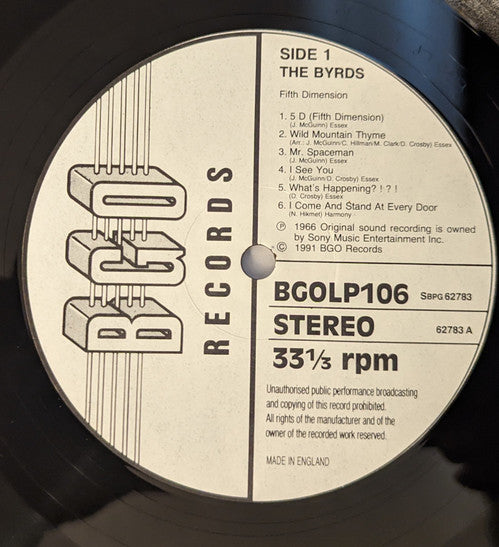 BGO
RECORDS
SIDE 1
THE BYRDS
Fifth Dimension
1. 5 D (Fifth Dimension)
(J. McGuinn) Essex
2. Wild Mountain Thyme
(Arr.: J. McGuinn/C. Hillman/M. Clark/D. Crosby) Essex
3. Mr. Spaceman
(J. McGuinn) Essex
4. I See You
(J. McGuinn/D. Crosby) Essex
5. What's Happening? ! ? !
(D. Crosby) Essex
6. I Come And Stand At Every Door
(N. Hikmet) Harmony
℗ 1966 Original sound recording is owned
by Sony Music Entertainment Inc.
© 1991 BGO Records
BGOLP106 SBPG 62783
STEREO 62783 A
33⅓ rpm
Unauthorised public performance broadcasting
and copying of this record prohibited.
All rights of the manufacturer and of the
owner of the recorded work reserved.
MADE IN ENGLAND